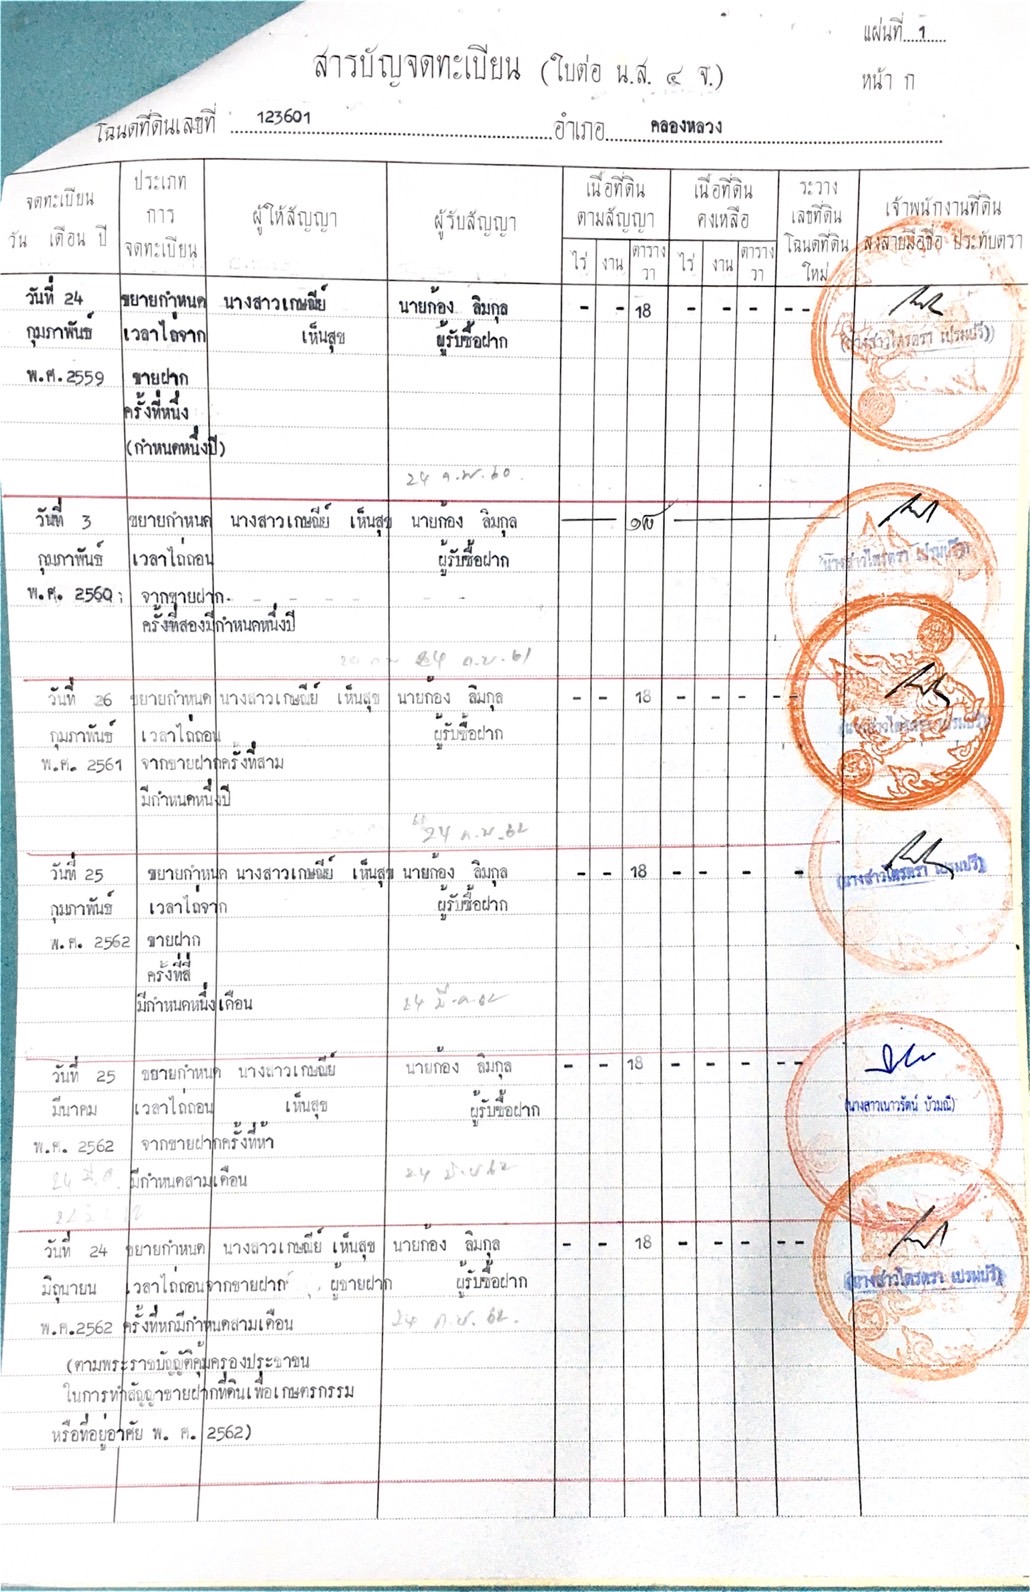 แผ่นที่ 1
สารบัญจดทะเบียน (ใบต่อ น.ส. ๔ จ.)
หน้า ก
โฉนดที่ดินเลขที่ 123601 อำเภอ คลองหลวง
จดทะเบียน วัน เดือน ปี
ประเภทการจดทะเบียน
ผู้ให้สัญญา
ผู้รับสัญญา
เนื้อที่ดินตามสัญญา
เนื้อที่ดินคงเหลือ
ระวาง เลขที่ดิน โฉนดที่ดินใหม่
เจ้าพนักงานที่ดิน ลงลายมือชื่อ ประทับตรา
ไร่ งาน ตารางวา ไร่ งาน ตารางวา
วันที่ 24 ขยายกำหนด นางสาวเกษณีย์ นายก้อง ลิมกุล - - 18 - - - - -
กุมภาพันธ์ เวลาไถ่จาก เห็นสุข ผู้รับซื้อฝาก
(นางสาวไตรตรา เปรมปรี)
พ.ศ.2559 ขายฝาก
ครั้งที่หนึ่ง
(กำหนดหนึ่งปี)
24 ก.พ. 60
วันที่ 3 ขยายกำหนด นางสาวเกษณีย์ เห็นสุข นายก้อง ลิมกุล ๑๘
กุมภาพันธ์ เวลาไถ่ถอน ผู้รับซื้อฝาก
(นางสาวไตรตรา เปรมปรี)
พ.ศ. 2560 จากขายฝาก
ครั้งที่สองมีกำหนดหนึ่งปี
24 ก.พ. 61
วันที่ 26 ขยายกำหนด นางสาวเกษณีย์ เห็นสุข นายก้อง ลิมกุล - - 18 - - - - -
กุมภาพันธ์ เวลาไถ่ถอน ผู้รับซื้อฝาก
(นางสาวไตรตรา เปรมปรี)
พ.ศ. 2561 จากขายฝากครั้งที่สาม
มีกำหนดหนึ่งปี
24 ก.พ. 62
วันที่ 25 ขยายกำหนด นางสาวเกษณีย์ เห็นสุข นายก้อง ลิมกุล - - 18 - - - -
(นางสาวไตรตรา เปรมปรี)
กุมภาพันธ์ เวลาไถ่จาก ผู้รับซื้อฝาก
พ.ศ. 2562 ขายฝาก
ครั้งที่สี่
มีกำหนดหนึ่งเดือน 24 มี.ค. 62
วันที่ 25 ขยายกำหนด นางสาวเกษณีย์ นายก้อง ลิมกุล - - 18 - - - - -
มีนาคม เวลาไถ่ถอน เห็นสุข ผู้รับซื้อฝาก
(นางสาวเนาวรัตน์ บัวมณี)
พ.ศ. 2562 จากขายฝากครั้งที่ห้า
มีกำหนดสามเดือน 24 มิ.ย. 62
วันที่ 24 ขยายกำหนด นางสาวเกษณีย์ เห็นสุข นายก้อง ลิมกุล - - 18 - - - - -
มิถุนายน เวลาไถ่ถอนจากขายฝาก ผู้ขายฝาก ผู้รับซื้อฝาก
(นางสาวไตรตรา เปรมปรี)
พ.ศ.2562 ครั้งที่หกมีกำหนดสามเดือน 24 ก.ย. 62.
(ตามพระราชบัญญัติคุ้มครองประชาชน
ในการทำสัญญาขายฝากที่ดินเพื่อเกษตรกรรม
หรือที่อยู่อาศัย พ. ศ. 2562)